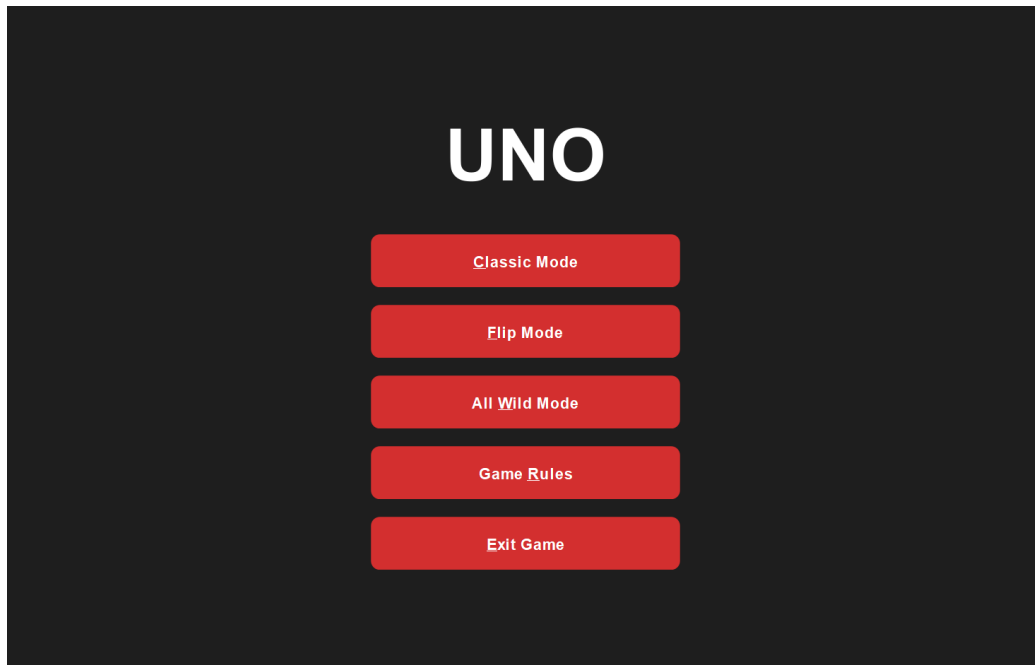 UNO
Classic Mode
Flip Mode
All Wild Mode
Game Rules
Exit Game